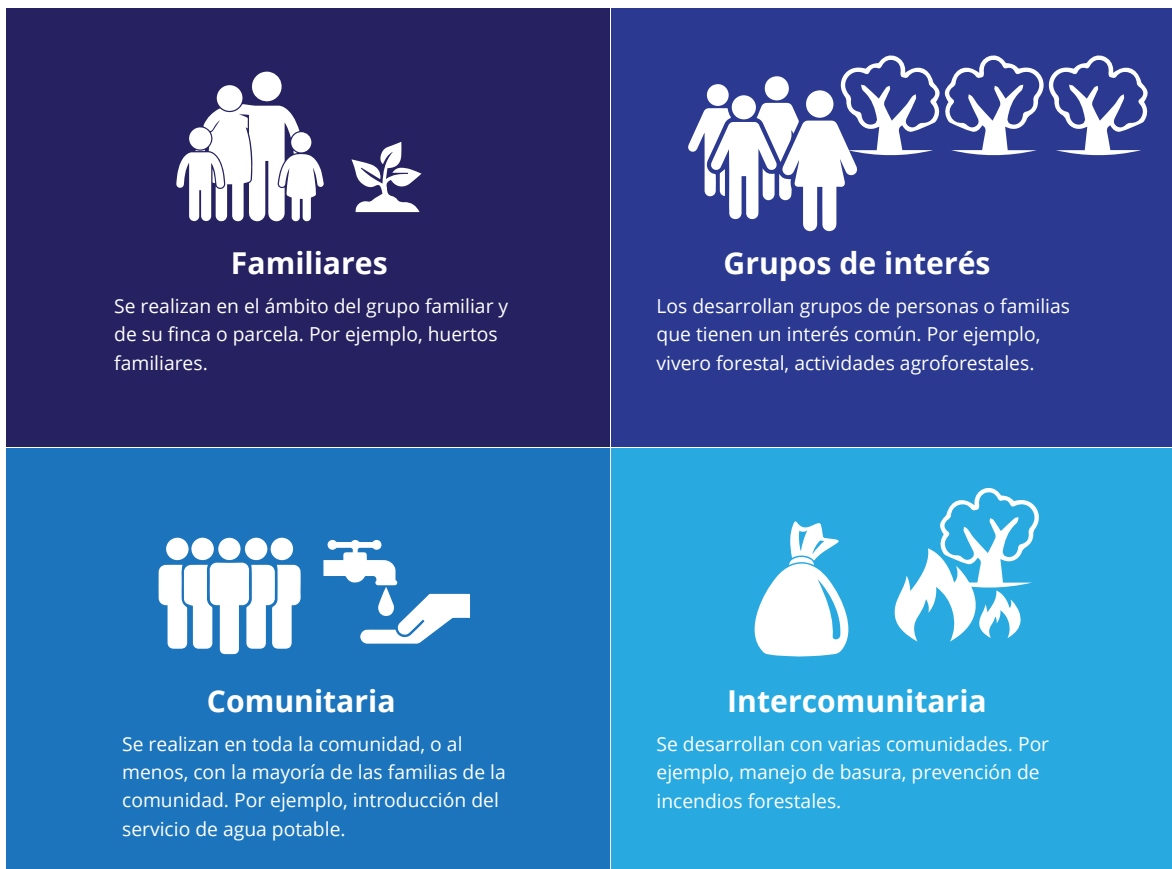 Familiares
Se realizan en el ámbito del grupo familiar y
de su finca o parcela. Por ejemplo, huertos
familiares.
Grupos de interés
Los desarrollan grupos de personas o familias
que tienen un interés común. Por ejemplo,
vivero forestal, actividades agroforestales.
Comunitaria
Se realizan en toda la comunidad, o al
menos, con la mayoría de las familias de la
comunidad. Por ejemplo, introducción del
servicio de agua potable.
Intercomunitaria
Se desarrollan con varias comunidades. Por
ejemplo, manejo de basura, prevención de
incendios forestales.